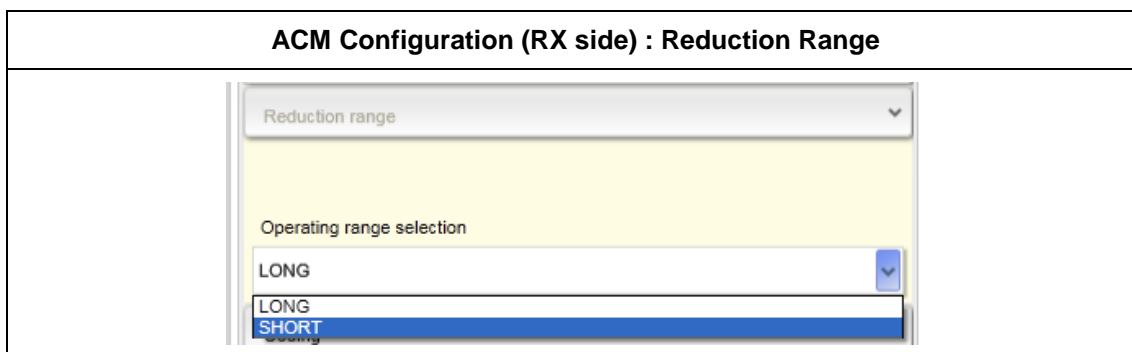 ACM Configuration (RX side) : Reduction Range
Reduction range
Operating range selection
LONG
LONG
SHORT